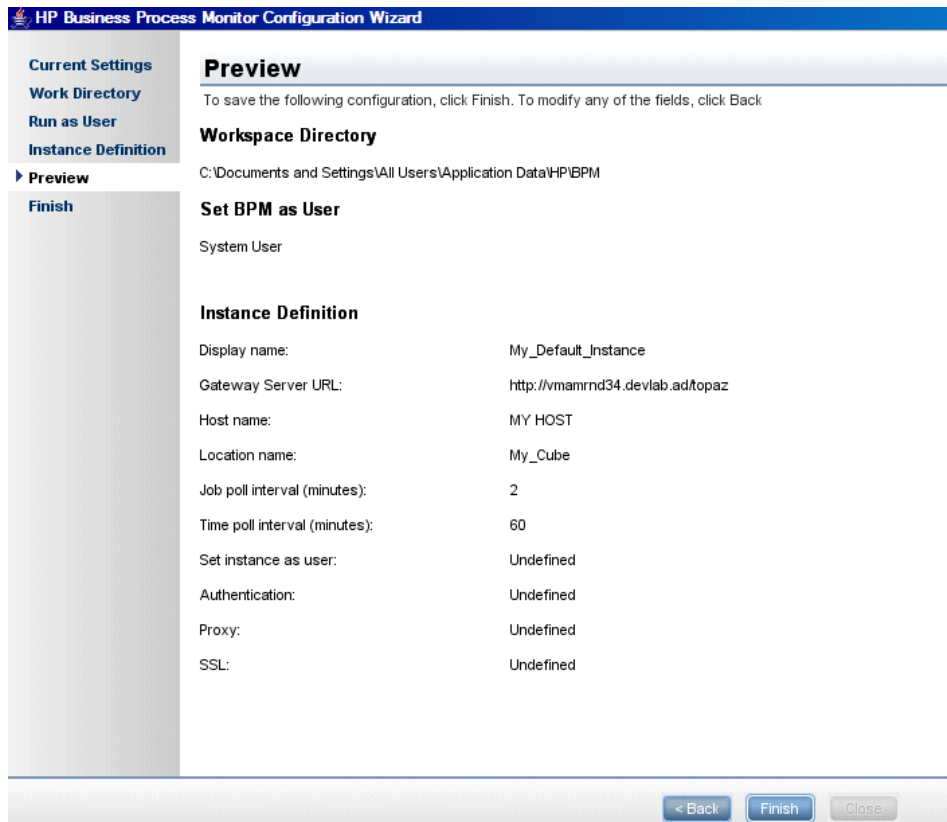 HP Business Process Monitor Configuration Wizard
Current Settings
Work Directory
Run as User
Instance Definition
Preview
Finish
Preview
To save the following configuration, click Finish. To modify any of the fields, click Back
Workspace Directory
C:\Documents and Settings\All Users\Application Data\HP\BPM
Set BPM as User
System User
Instance Definition
Display name: My_Default_Instance
Gateway Server URL: http://vmamrnd34.devlab.ad/topaz
Host name: MY HOST
Location name: My_Cube
Job poll interval (minutes): 2
Time poll interval (minutes): 60
Set instance as user: Undefined
Authentication: Undefined
Proxy: Undefined
SSL: Undefined
< Back Finish Close